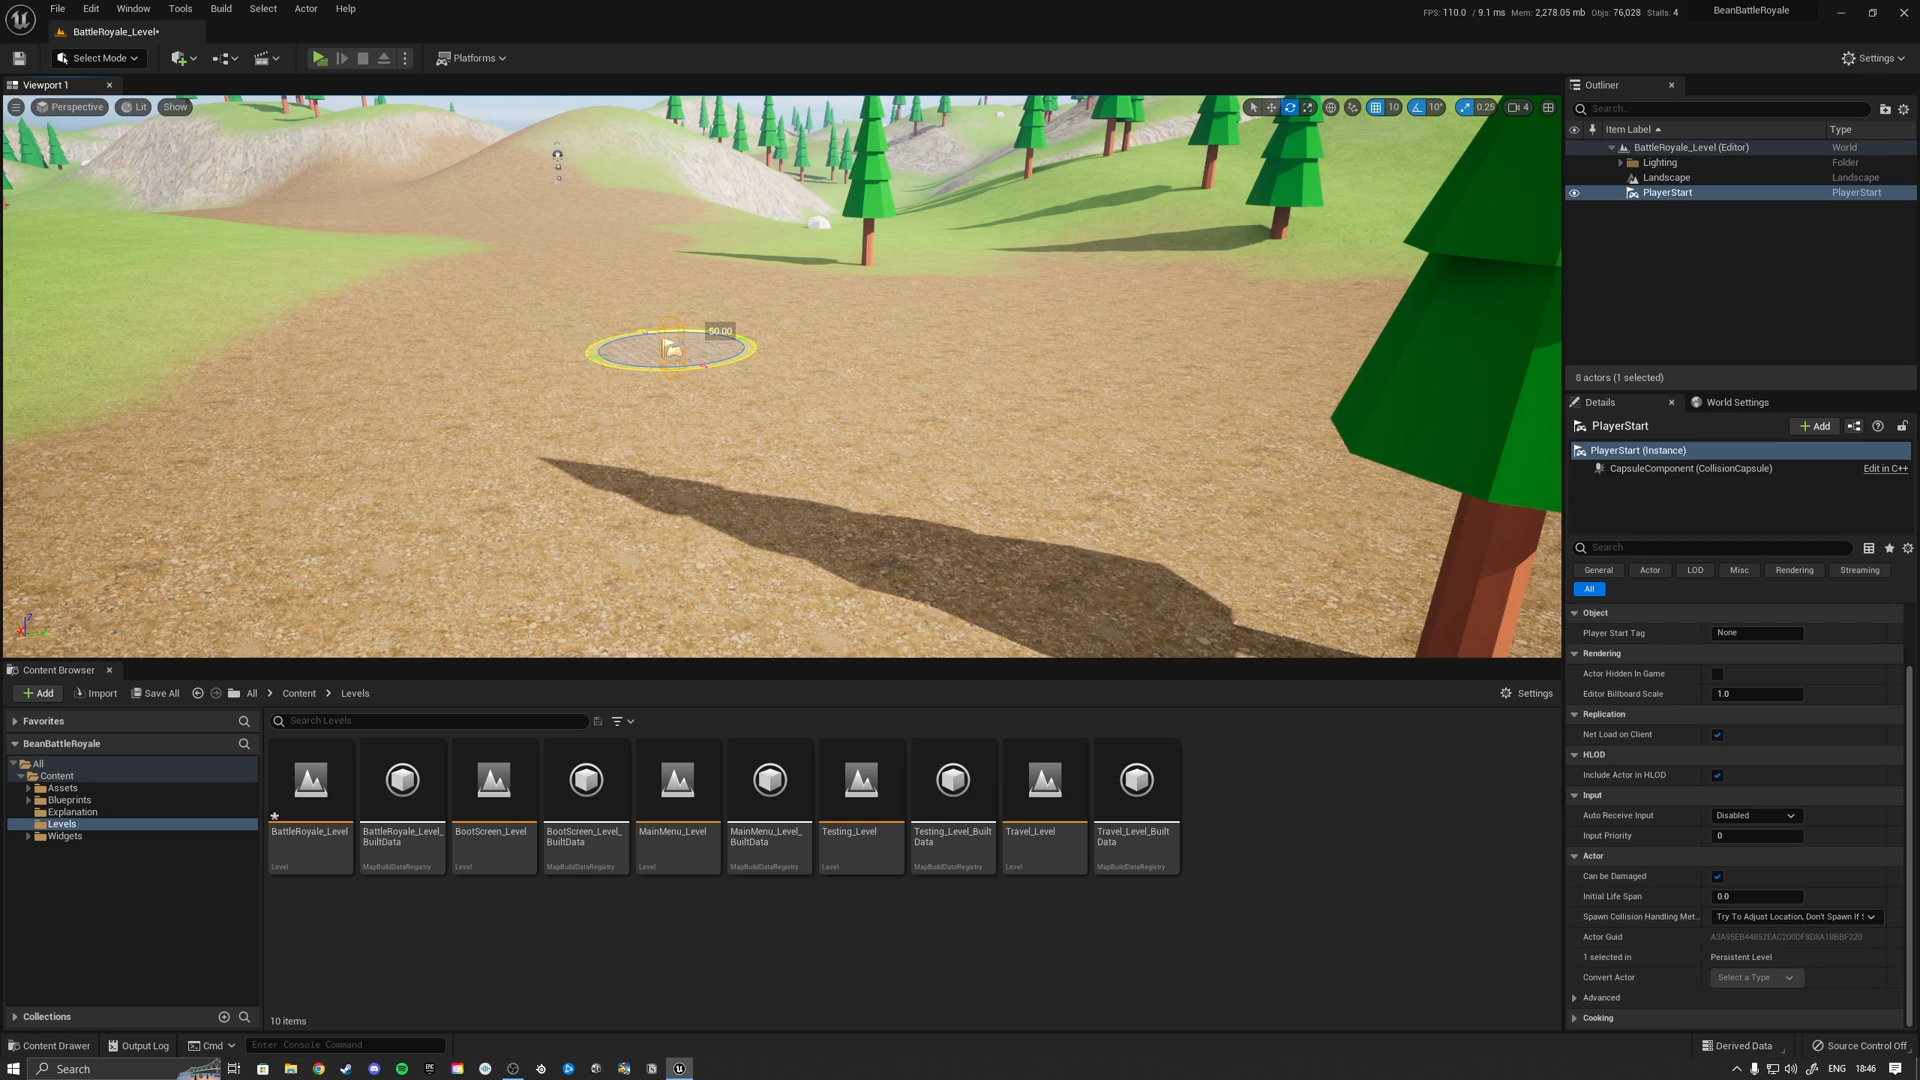 File Edit Window Tools Build Select Actor Help
FPS: 110.0 / 9.1 ms Mem: 2,278.05 mb Objs: 76,028 Stalls: 4
BeanBattleRoyale
BattleRoyale_Level•
Select Mode
Platforms
Settings
Viewport 1
Perspective Lit Show
10 10° 0.25 4
50.00
Outliner
Search...
Item Label Type
BattleRoyale_Level (Editor) World
Lighting Folder
Landscape Landscape
PlayerStart PlayerStart
8 actors (1 selected)
Details World Settings
PlayerStart + Add
PlayerStart (Instance)
CapsuleComponent (CollisionCapsule) Edit in C++
Search
General Actor LOD Misc Rendering Streaming
All
Object
Player Start Tag None
Rendering
Actor Hidden In Game
Editor Billboard Scale 1.0
Replication
Net Load on Client
HLOD
Include Actor in HLOD
Input
Auto Receive Input Disabled
Input Priority 0
Actor
Can be Damaged
Initial Life Span 0.0
Spawn Collision Handling Met... Try To Adjust Location, Don't Spawn If S
Actor Guid A3A95EB44852EAC200DF8D8A18BBF220
1 selected in Persistent Level
Convert Actor Select a Type
Advanced
Cooking
Content Browser
+ Add Import Save All All Content Levels Settings
Favorites
Search Levels
BeanBattleRoyale
All
Content
Assets
Blueprints
Explanation
Levels
Widgets
Collections
BattleRoyale_Level
Level
BattleRoyale_Level_
BuiltData
MapBuildDataRegistry
BootScreen_Level
Level
BootScreen_Level_
BuiltData
MapBuildDataRegistry
MainMenu_Level
Level
MainMenu_Level_
BuiltData
MapBuildDataRegistry
Testing_Level
Level
Testing_Level_Built
Data
MapBuildDataRegistry
Travel_Level
Level
Travel_Level_Built
Data
MapBuildDataRegistry
10 items
Content Drawer Output Log Cmd Enter Console Command
Derived Data Source Control Off
Search
ENG 18:46